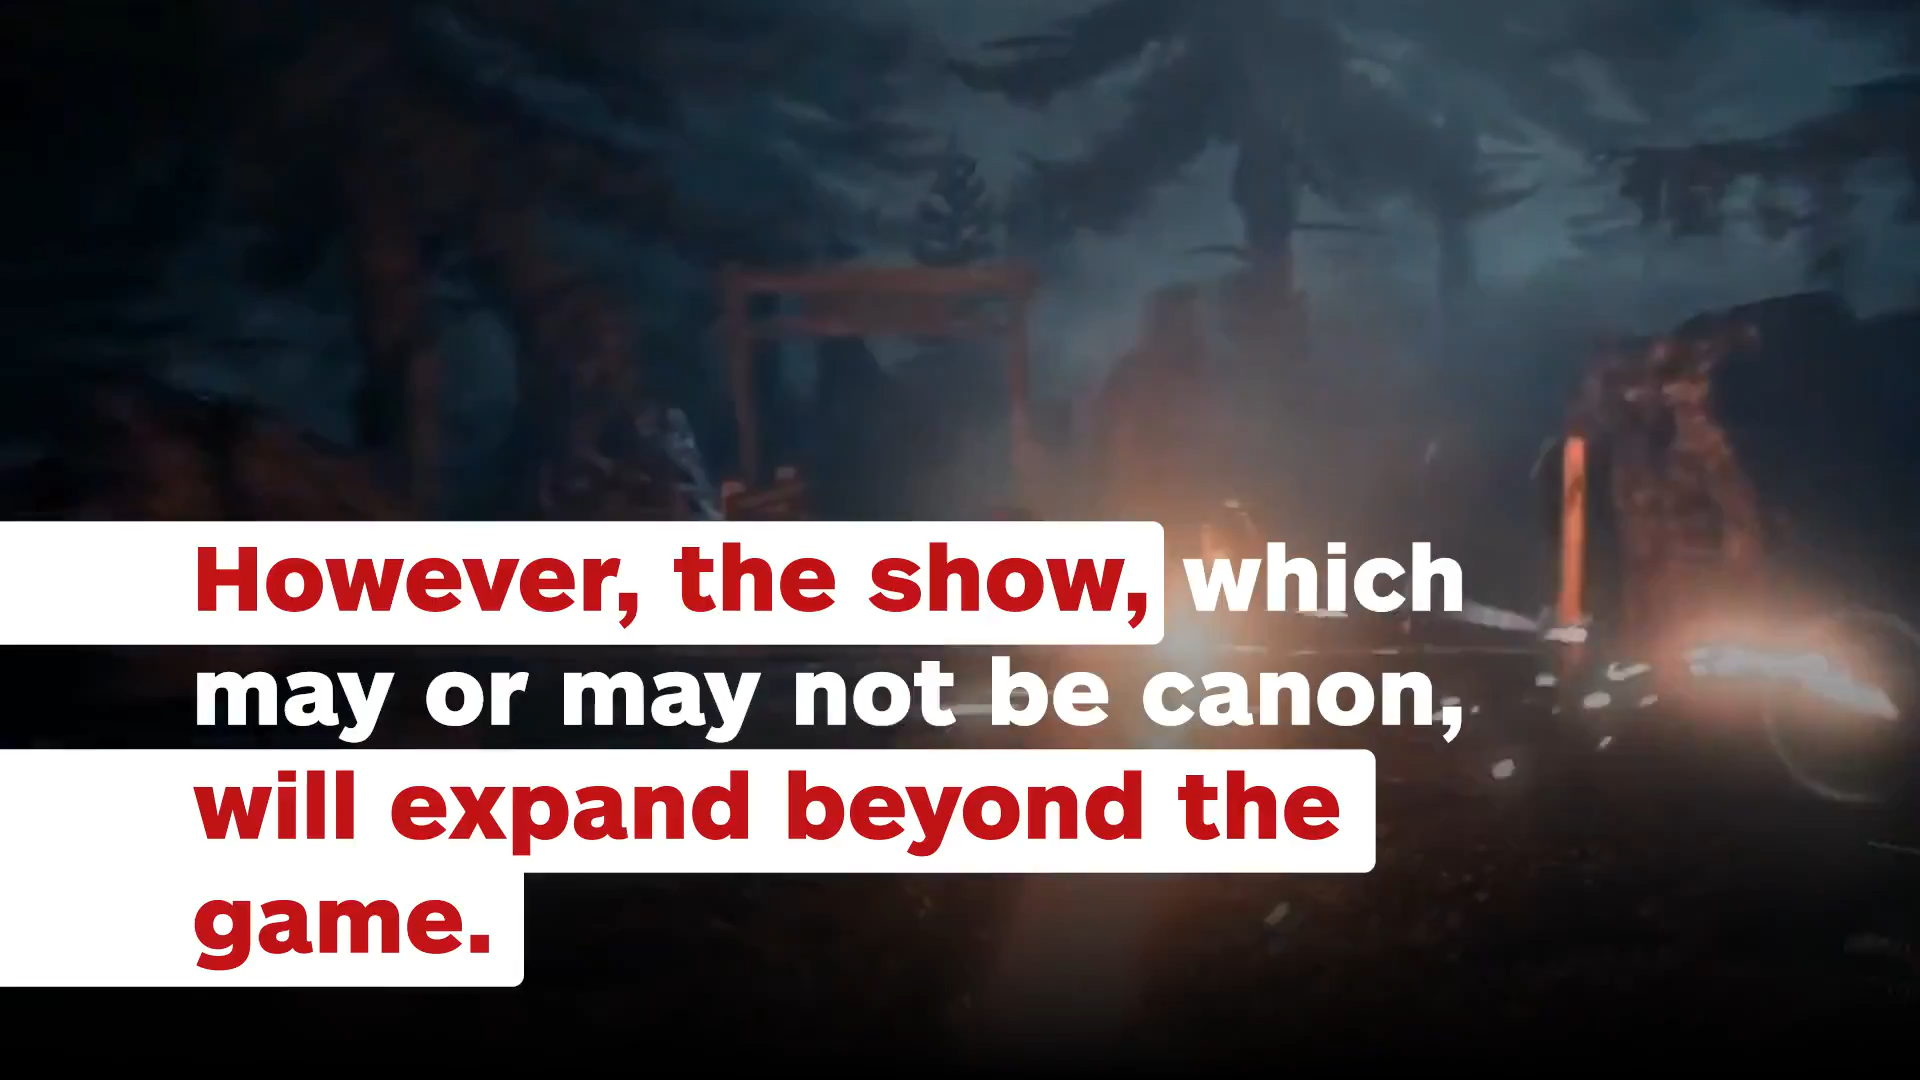 However, the show, which
may or may not be canon,
will expand beyond the
game.